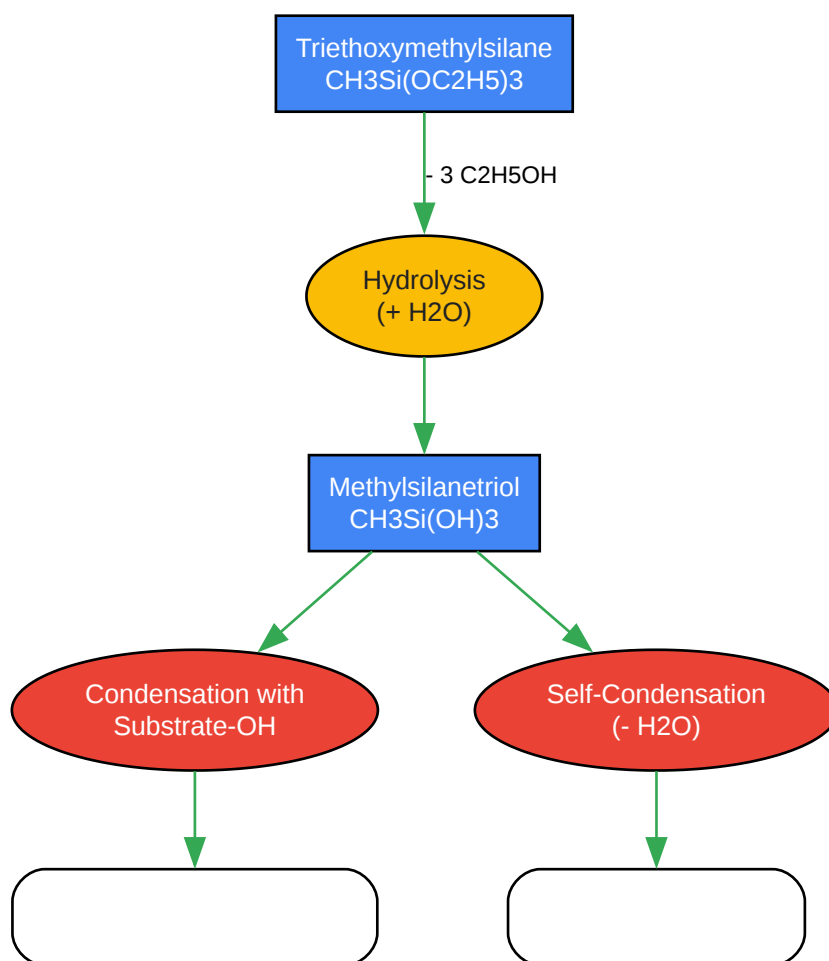 Triethoxymethylsilane
CH3Si(OC2H5)3
- 3 C2H5OH
Hydrolysis
(+ H2O)
Methylsilanetriol
CH3Si(OH)3
Condensation with
Substrate-OH
Self-Condensation
(- H2O)